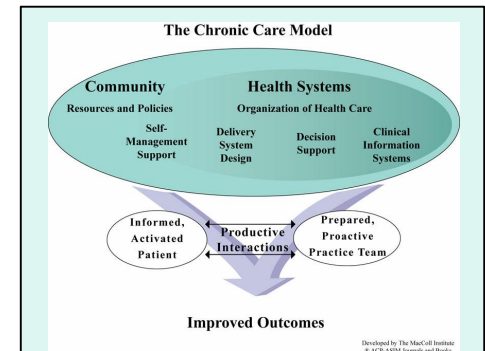 The Chronic Care Model
Community
Health Systems
Resources and Policies
Organization of Health Care
Self-
Management
Support
Delivery
System
Design
Decision
Support
Clinical
Information
Systems
Informed,
Activated
Patient
Productive
Interactions
Prepared,
Proactive
Practice Team
Improved Outcomes
Developed by The MacColl Institute
® ACP-ASIM Journals and Books